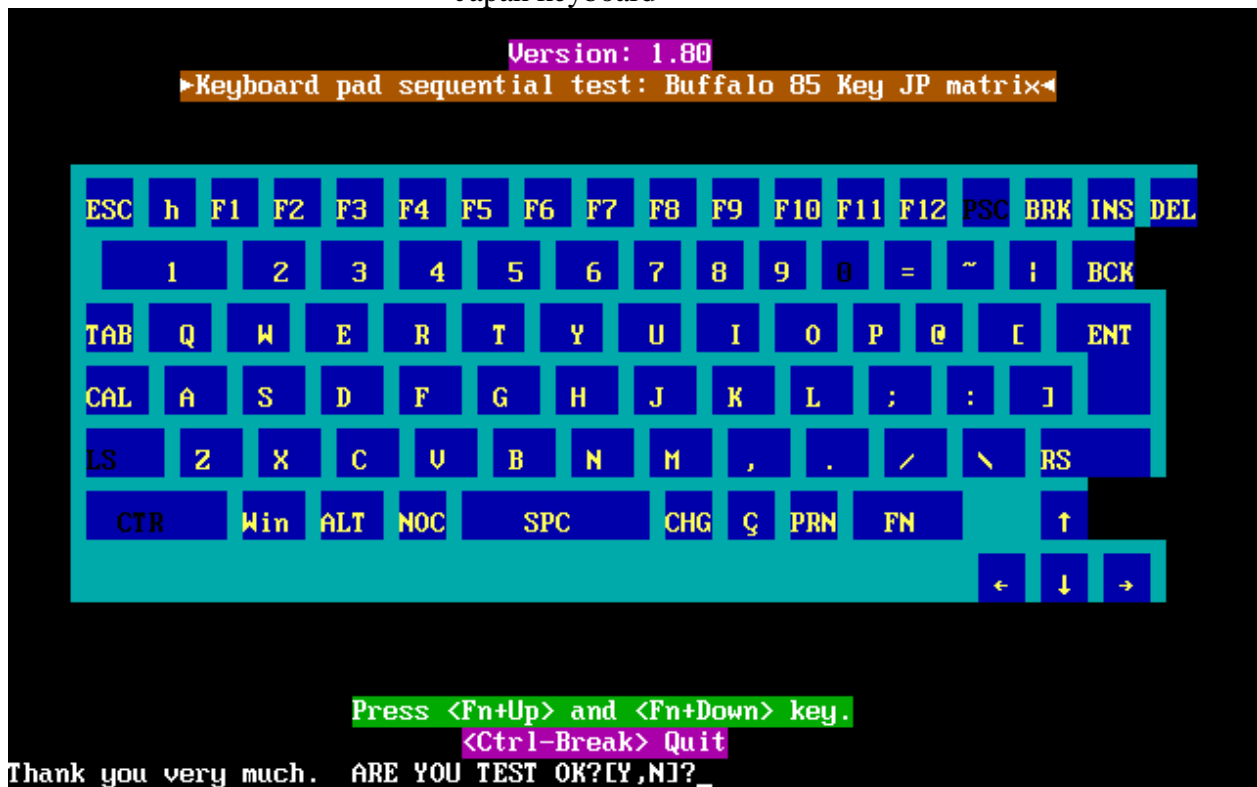 Japan keyboard
Version: 1.80
►Keyboard pad sequential test: Buffalo 85 Key JP matrix◄
ESC h F1 F2 F3 F4 F5 F6 F7 F8 F9 F10 F11 F12 PSC BRK INS DEL
1 2 3 4 5 6 7 8 9 0 = ~ ¦ BCK
TAB Q W E R T Y U I O P @ [ ENT
CAL A S D F G H J K L ; : ]
LS Z X C V B N M , . / \ RS
CTR Win ALT NOC SPC CHG Ç PRN FN ↑
← ↓ →
Press <Fn+Up> and <Fn+Down> key.
<Ctrl-Break> Quit
Thank you very much. ARE YOU TEST OK?[Y,N]?_